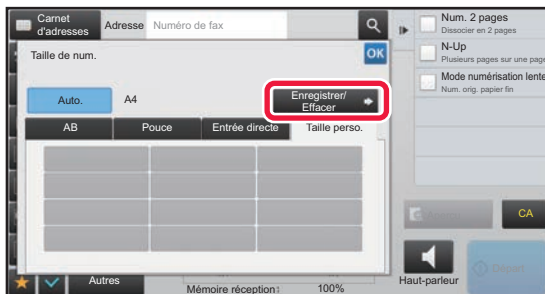 Carnet
d'adresses
Adresse
Numéro de fax
Num. 2 pages
Dissocier en 2 pages
Taille de num.
OK
N-Up
Plusieurs pages sur une page
Mode numérisation lente
Num. orig. papier fin
Auto.
A4
Enregistrer/
Effacer
AB
Pouce
Entrée directe
Taille perso.
CA
Départ
Autres
Mémoire réception:
100%
Haut-parleur